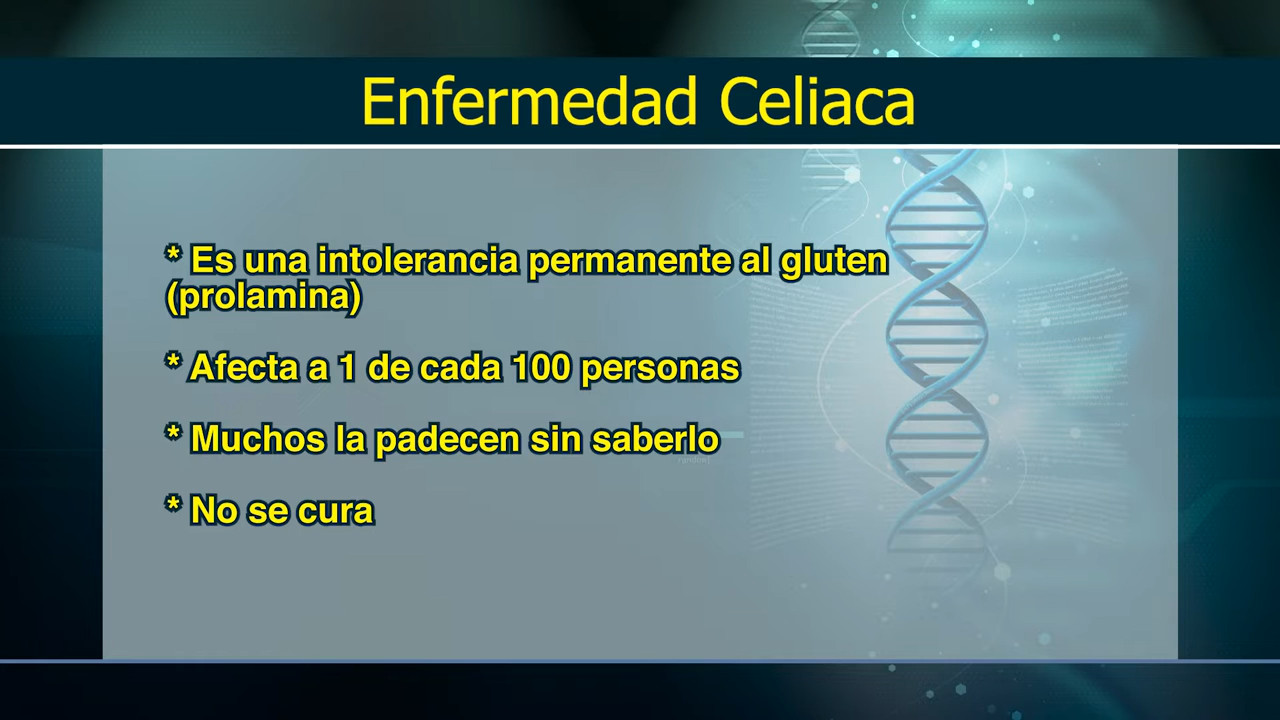 Enfermedad Celiaca
* Es una intolerancia permanente al gluten
(prolamina)
* Afecta a 1 de cada 100 personas
* Muchos la padecen sin saberlo
* No se cura